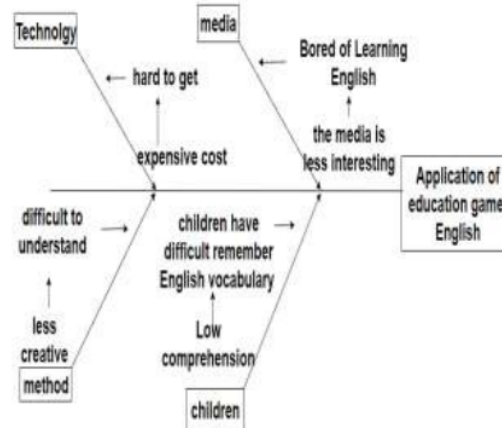 Technolgy
hard to get
expensive cost
media
Bored of Learning
English
the media is
less interesting
Application of
education game
English
difficult to
understand
less
creative
method
children have
difficult remember
English vocabulary
Low
comprehension
children